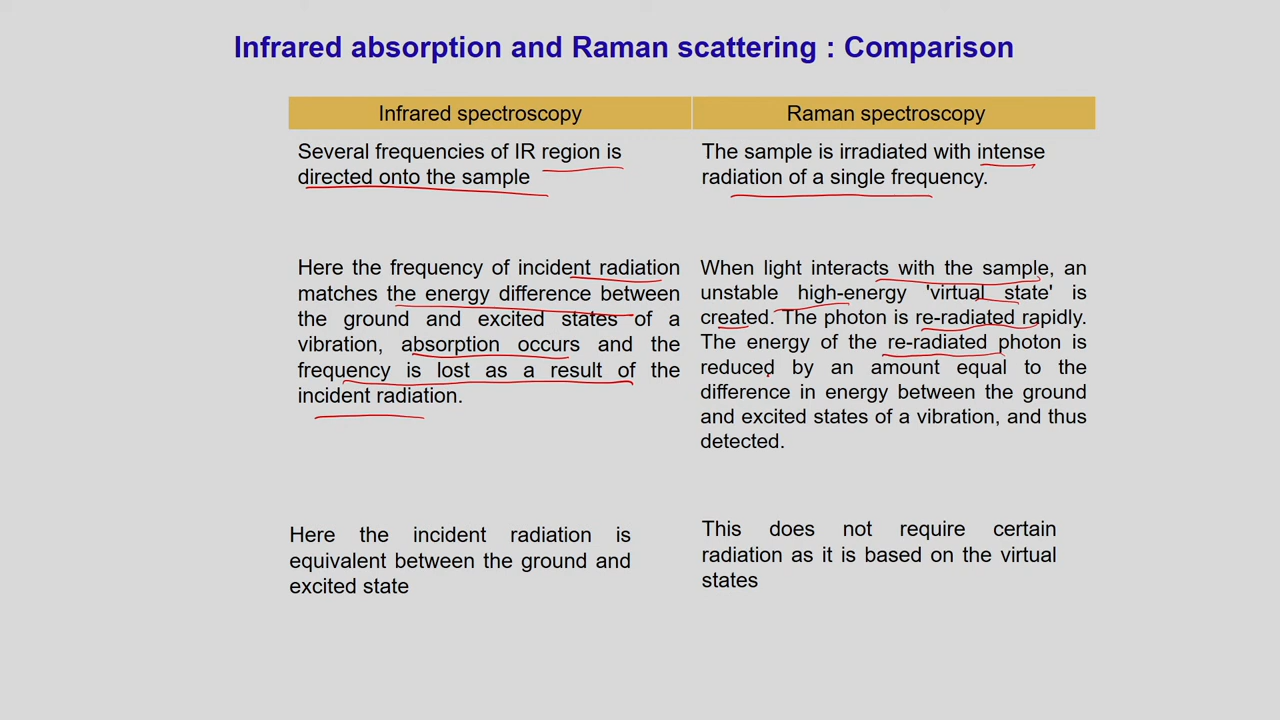 Infrared absorption and Raman scattering : Comparison
Infrared spectroscopy
Raman spectroscopy
Several frequencies of IR region is
directed onto the sample
The sample is irradiated with intense
radiation of a single frequency.
Here the frequency of incident radiation
matches the energy difference between
the ground and excited states of a
vibration, absorption occurs and the
frequency is lost as a result of the
incident radiation.
When light interacts with the sample, an
unstable high-energy 'virtual state' is
created. The photon is re-radiated rapidly.
The energy of the re-radiated photon is
reduced by an amount equal to the
difference in energy between the ground
and excited states of a vibration, and thus
detected.
Here the incident radiation is
equivalent between the ground and
excited state
This does not require certain
radiation as it is based on the virtual
states